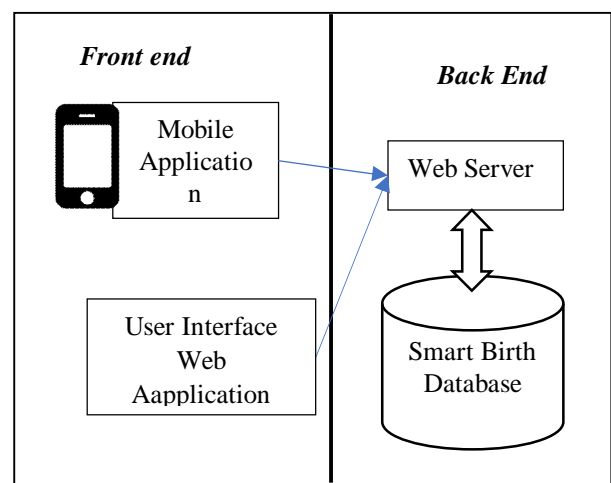 Front end
Back End
Mobile
Applicatio
n
Web Server
User Interface
Web
Aapplication
Smart Birth
Database